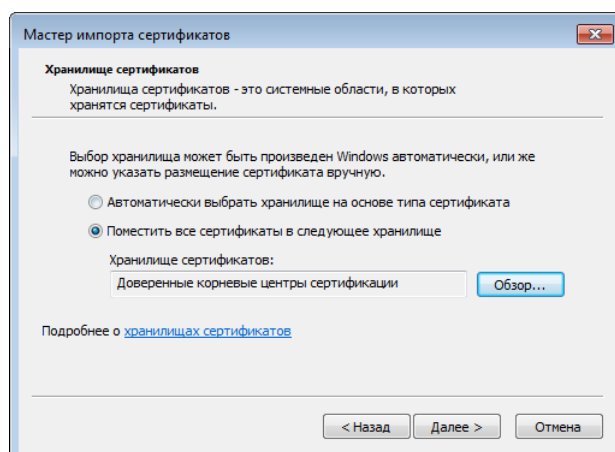 Мастер импорта сертификатов
Хранилище сертификатов
Хранилища сертификатов - это системные области, в которых
хранятся сертификаты.
Выбор хранилища может быть произведен Windows автоматически, или же
можно указать размещение сертификата вручную.
Автоматически выбрать хранилище на основе типа сертификата
Поместить все сертификаты в следующее хранилище
Хранилище сертификатов:
Доверенные корневые центры сертификации
Обзор...
Подробнее о хранилищах сертификатов
< Назад
Далее >
Отмена